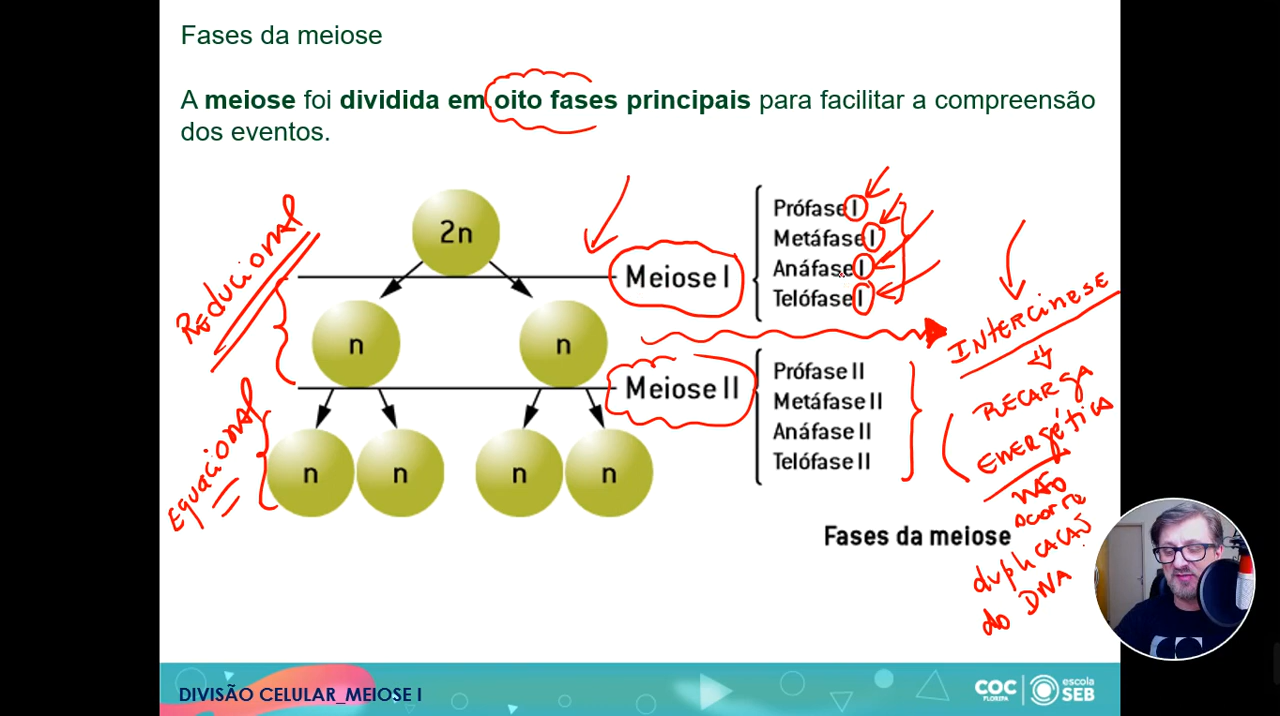 Fases da meiose
A meiose foi dividida em oito fases principais para facilitar a compreensão
dos eventos.
Reducional
2n
n
n
Meiose I
Prófase I
Metáfase I
Anáfase I
Telófase I
Intercinese
Recarga
Energética
não
ocorre
duplicação
do DNA
Equacional
Meiose II
Prófase II
Metáfase II
Anáfase II
Telófase II
n
n
n
n
Fases da meiose
DIVISÃO CELULAR_MEIOSE I
COC
FLORIPA
escola
SEB